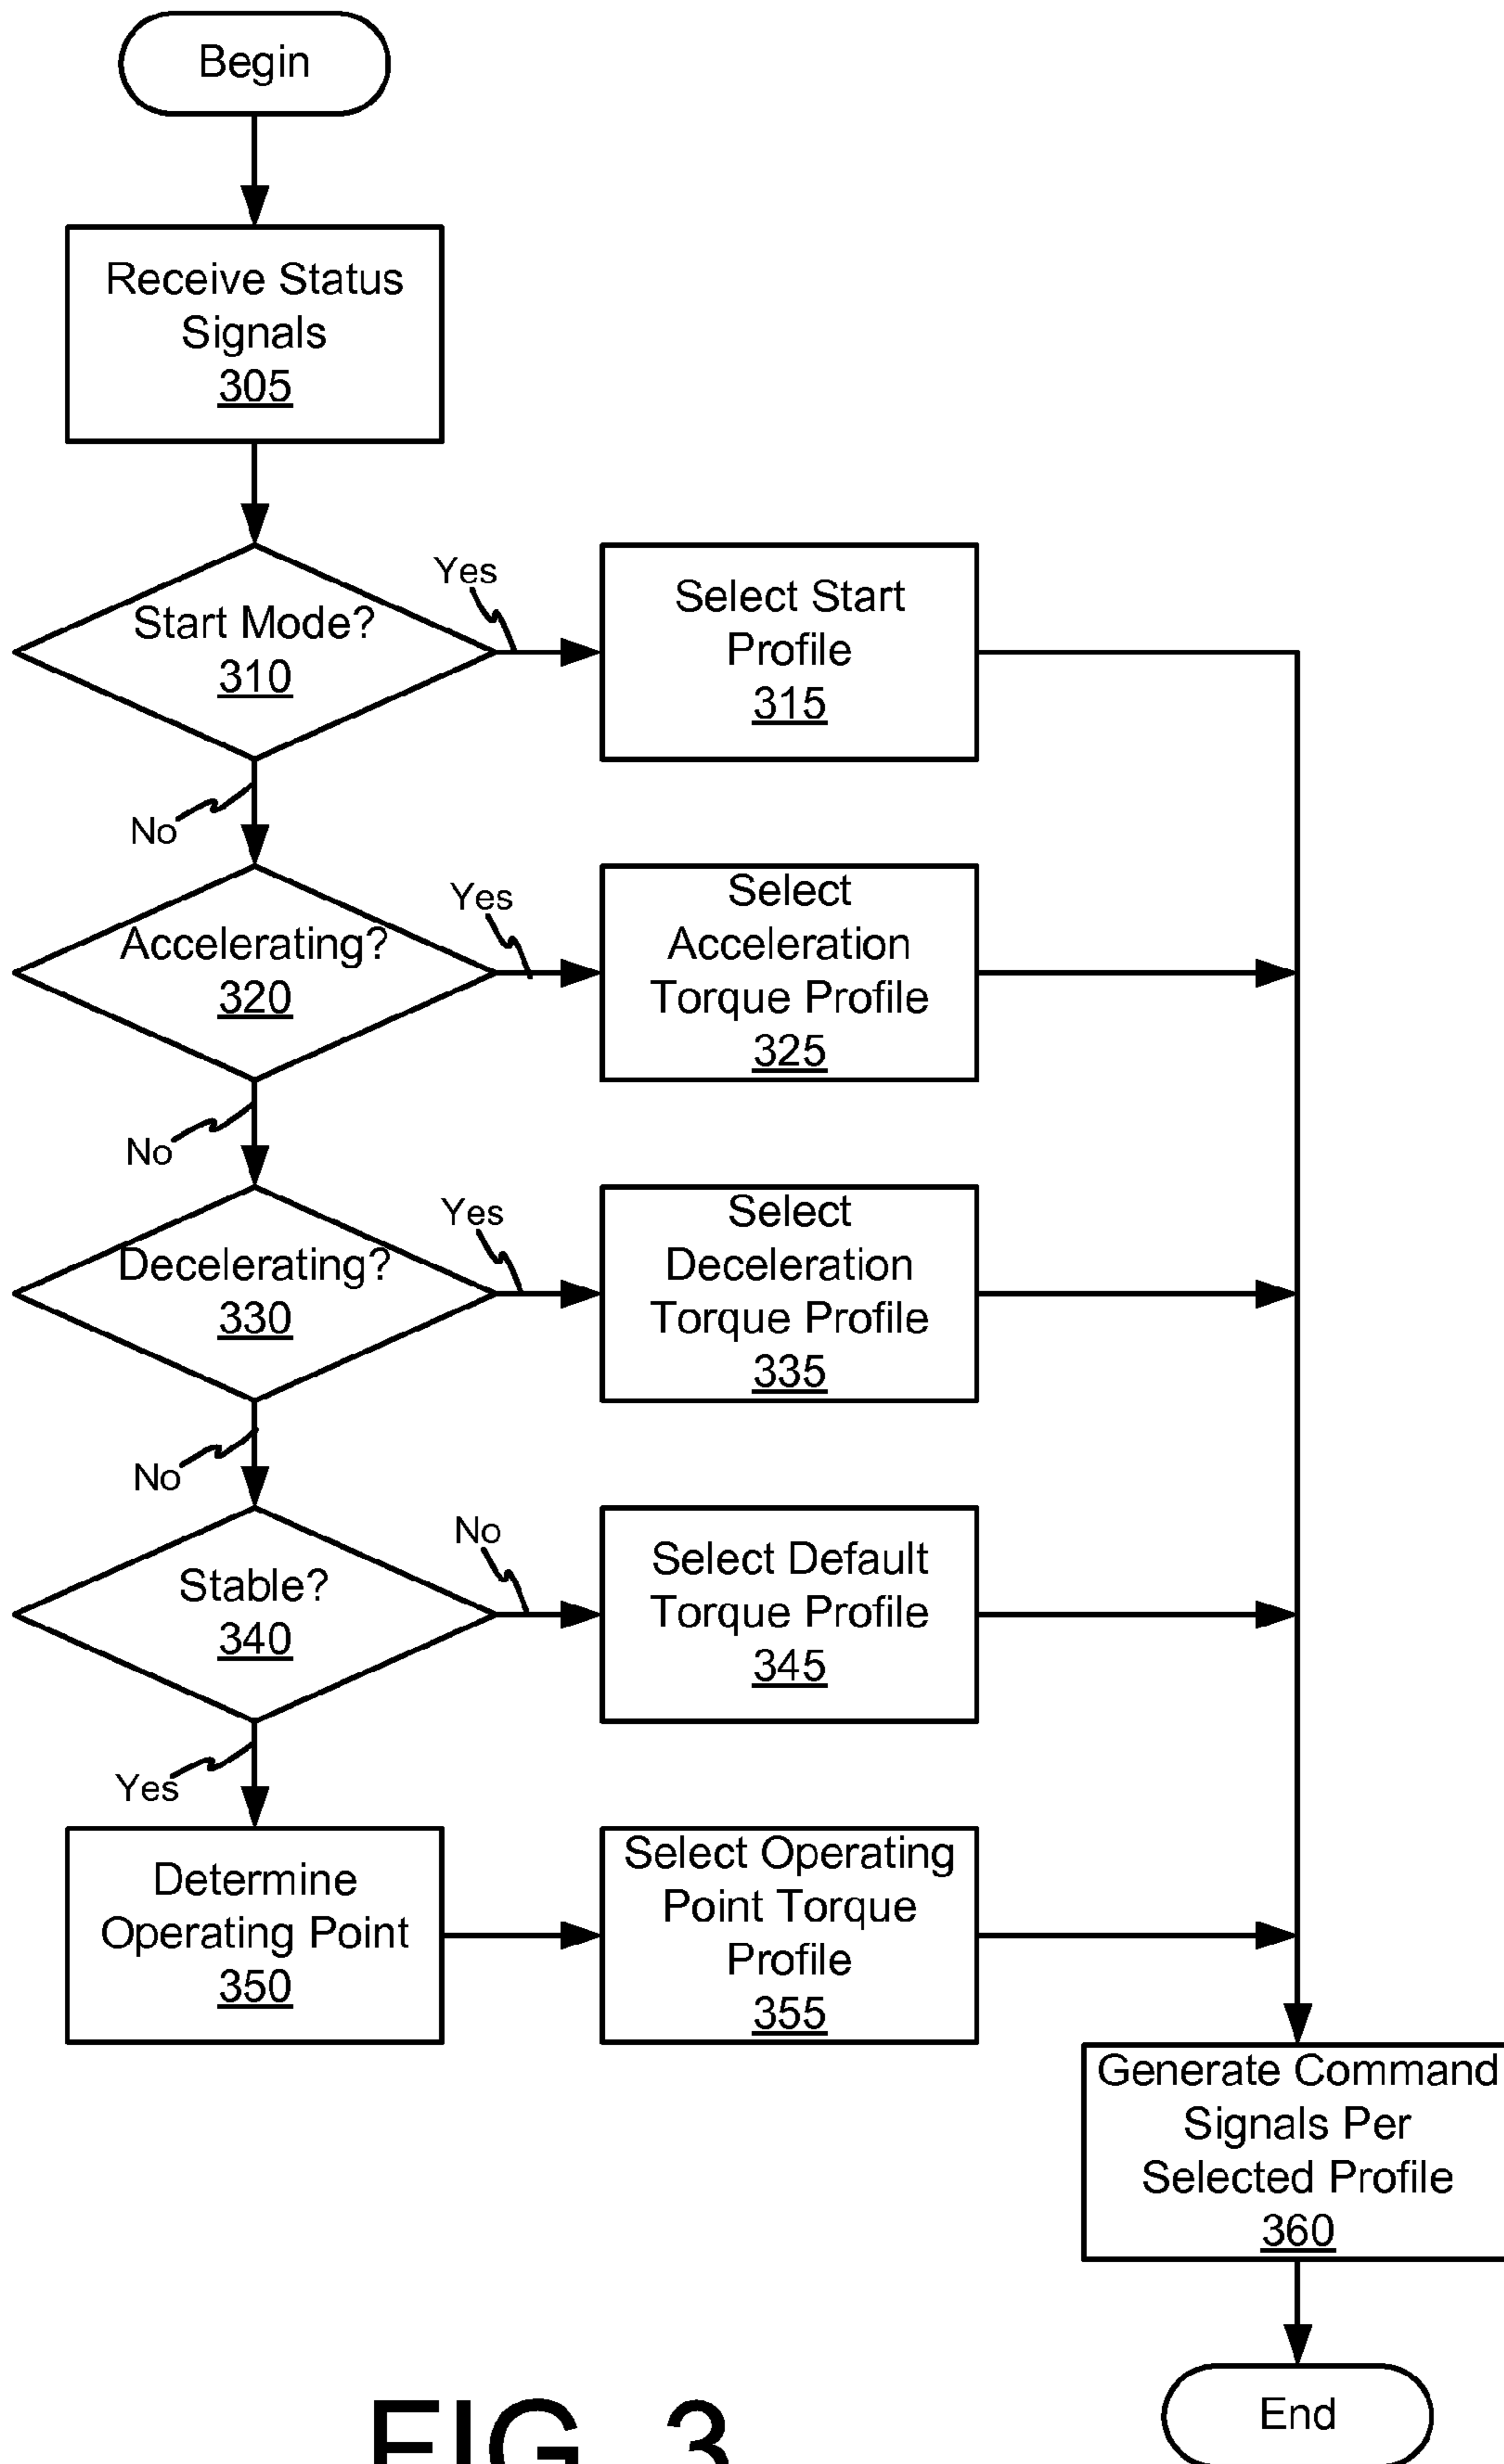 Begin
Receive Status
Signals
305
Start Mode?
310
Yes
Select Start
Profile
315
No
Accelerating?
320
Yes
Select
Acceleration
Torque Profile
325
No
Decelerating?
330
Yes
Select
Deceleration
Torque Profile
335
No
Stable?
340
No
Select Default
Torque Profile
345
Yes
Determine
Operating Point
350
Select Operating
Point Torque
Profile
355
Generate Command
Signals Per
Selected Profile
360
End
FIG. 3